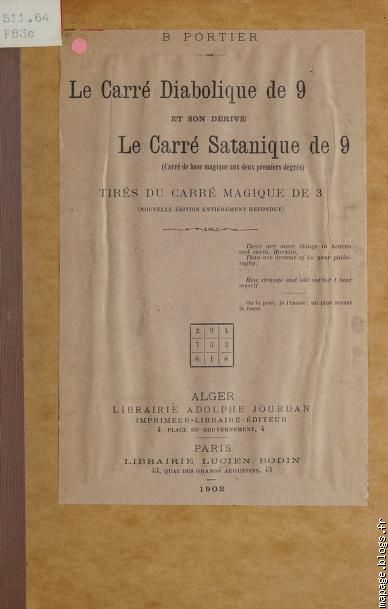 511.64
P83c
B PORTIER
Le Carré Diabolique de 9
ET SON DÉRIVÉ
Le Carré Satanique de 9
(Carré de base magique aux deux premiers degrés)
TIRÉS DU CARRÉ MAGIQUE DE 3
(NOUVELLE ÉDITION ENTIÈREMENT REFONDUE)
There are more things in heaven
and earth, Horatio,
Than are dreamt of in your philo-
sophy.
How strange and odd soe'er I bear
myself.
On le peut, je l'essaie; un plus savant
le fasse.
2 9 4
7 5 3
6 1 8
ALGER
LIBRAIRIE ADOLPHE JOURDAN
IMPRIMEUR-LIBRAIRE-ÉDITEUR
4 PLACE DU GOUVERNEMENT, 4
PARIS
LIBRAIRIE LUCIEN BODIN
43, QUAI DES GRANDS AUGUSTINS, 43
1902
mapage.blogs.fr